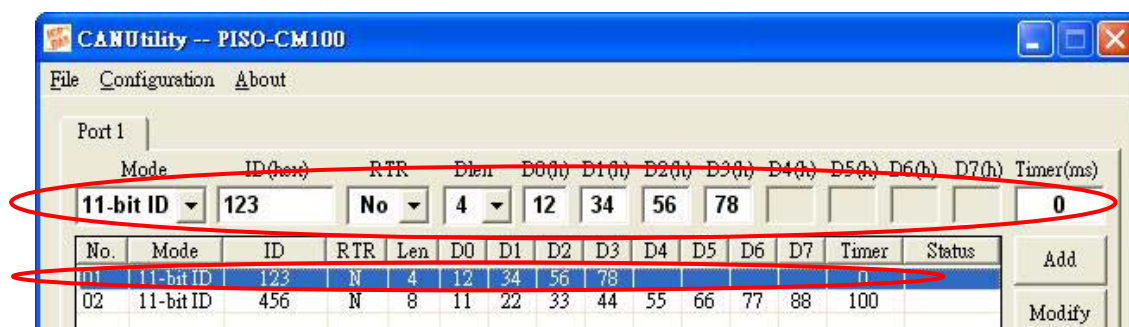 CANUtility -- PISO-CM100
File Configuration About
Port 1
Mode ID(hex) RTR Dlen D0(h) D1(h) D2(h) D3(h) D4(h) D5(h) D6(h) D7(h) Timer(ms)
11-bit ID 123 No 4 12 34 56 78 0
No. Mode ID RTR Len D0 D1 D2 D3 D4 D5 D6 D7 Timer Status
Add
01 11-bit ID 123 N 4 12 34 56 78 0
02 11-bit ID 456 N 8 11 22 33 44 55 66 77 88 100
Modify